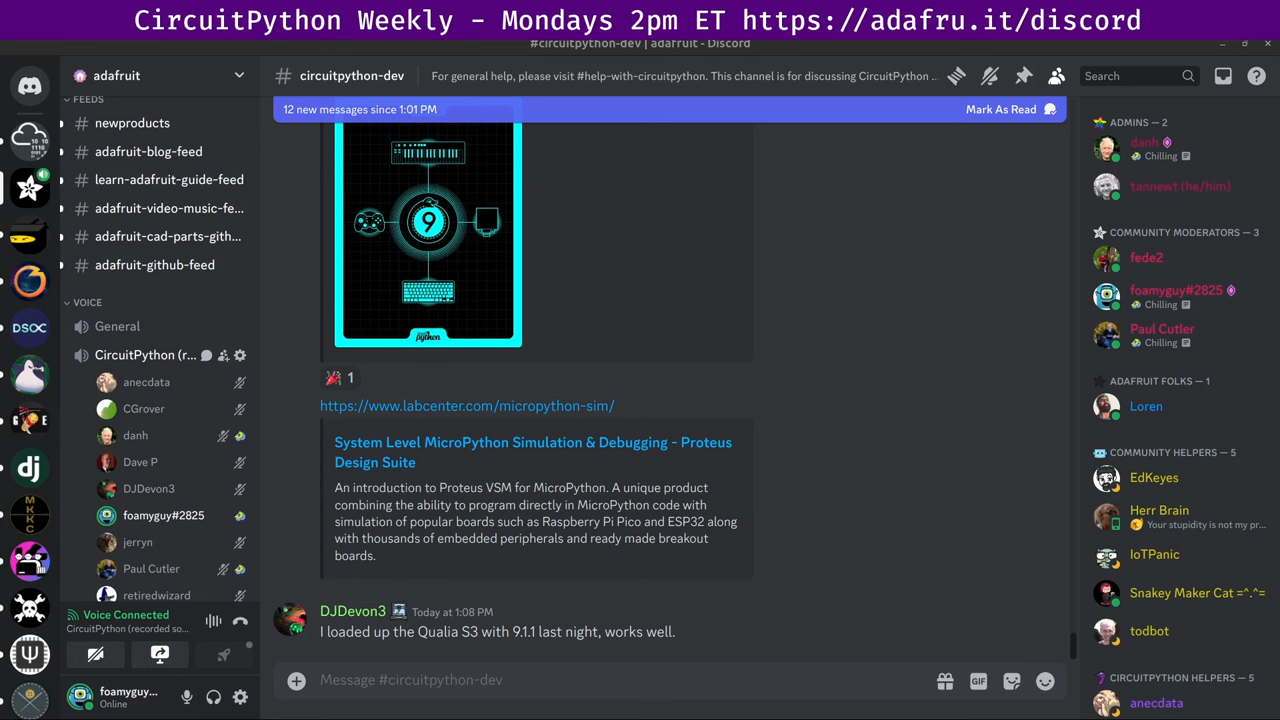 CircuitPython Weekly - Mondays 2pm ET https://adafru.it/discord
#circuitpython-dev | adafruit - Discord
adafruit
FEEDS
newproducts
adafruit-blog-feed
learn-adafruit-guide-feed
adafruit-video-music-fe...
adafruit-cad-parts-gith...
adafruit-github-feed
VOICE
General
CircuitPython (r...
anecdata
CGrover
danh
Dave P
DJDevon3
foamyguy#2825
jerryn
Paul Cutler
retiredwizard
Voice Connected
CircuitPython (recorded so...
foamyguy...
Online
DSOC
dj
MKKC
# circuitpython-dev
For general help, please visit #help-with-circuitpython. This channel is for discussing CircuitPython ...
Search
12 new messages since 1:01 PM
Mark As Read
9
python
1
https://www.labcenter.com/micropython-sim/
System Level MicroPython Simulation & Debugging - Proteus
Design Suite
An introduction to Proteus VSM for MicroPython. A unique product
combining the ability to program directly in MicroPython code with
simulation of popular boards such as Raspberry Pi Pico and ESP32 along
with thousands of embedded peripherals and ready made breakout
boards.
DJDevon3 Today at 1:08 PM
I loaded up the Qualia S3 with 9.1.1 last night, works well.
Message #circuitpython-dev
GIF
ADMINS — 2
danh
Chilling
tannewt (he/him)
COMMUNITY MODERATORS — 3
fede2
foamyguy#2825
Chilling
Paul Cutler
Chilling
ADAFRUIT FOLKS — 1
Loren
COMMUNITY HELPERS — 5
EdKeyes
Herr Brain
Your stupidity is not my pr...
IoTPanic
Snakey Maker Cat =^.^=
todbot
CIRCUITPYTHON HELPERS — 5
anecdata